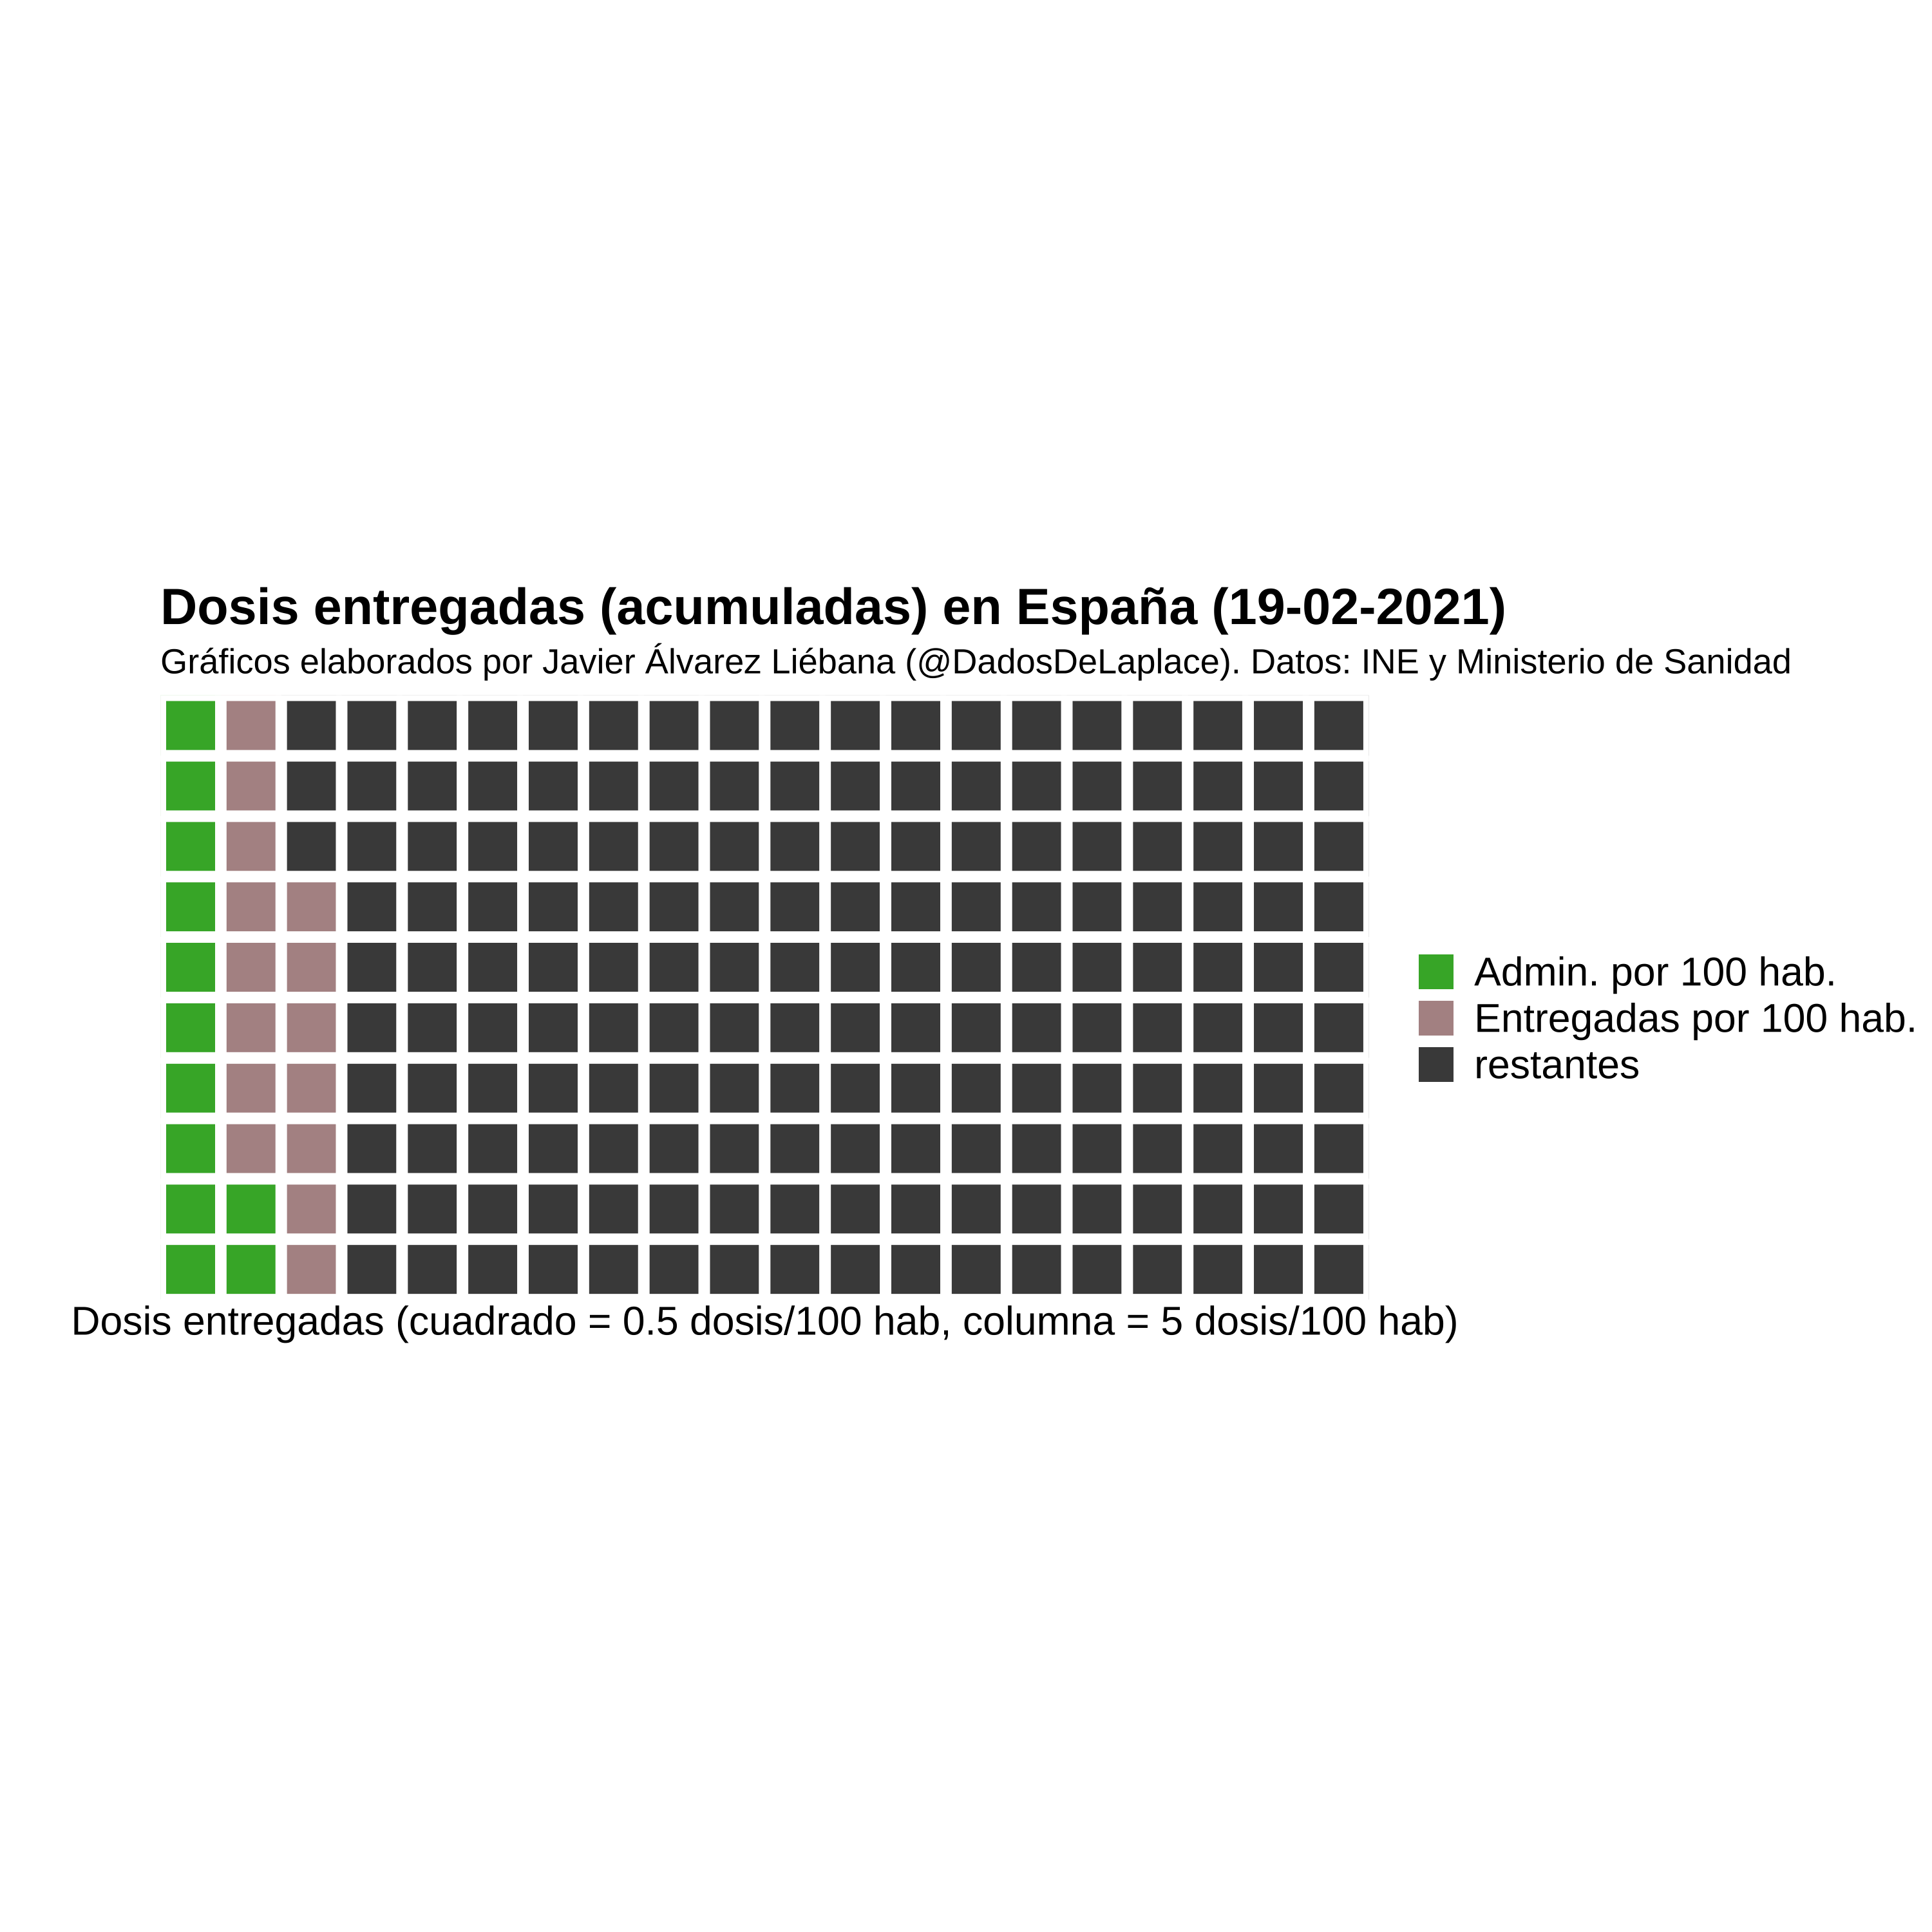 Dosis entregadas (acumuladas) en España (19-02-2021)
Gráficos elaborados por Javier Álvarez Liébana (@DadosDeLaplace). Datos: INE y Ministerio de Sanidad
Admin. por 100 hab.
Entregadas por 100 hab.
restantes
Dosis entregadas (cuadrado = 0.5 dosis/100 hab, columna = 5 dosis/100 hab)